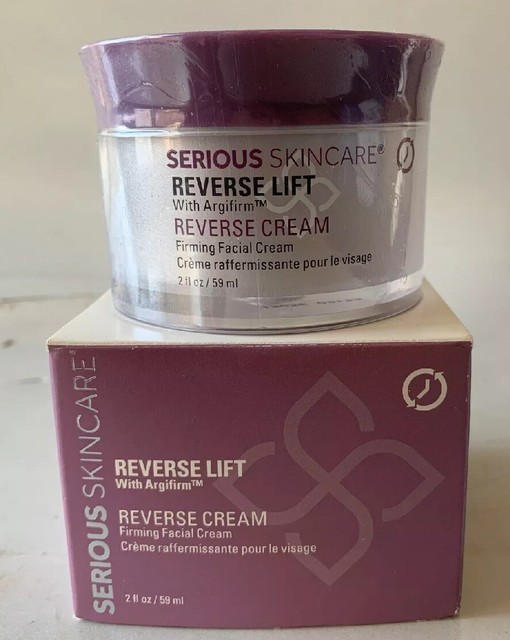 SERIOUS SKINCARE®
REVERSE LIFT
With Argifirm™
REVERSE CREAM
Firming Facial Cream
Crème raffermissante pour le visage
2 fl oz / 59 ml
SERIOUS SKINCARE®
REVERSE LIFT
With Argifirm™
REVERSE CREAM
Firming Facial Cream
Crème raffermissante pour le visage
2 fl oz / 59 ml